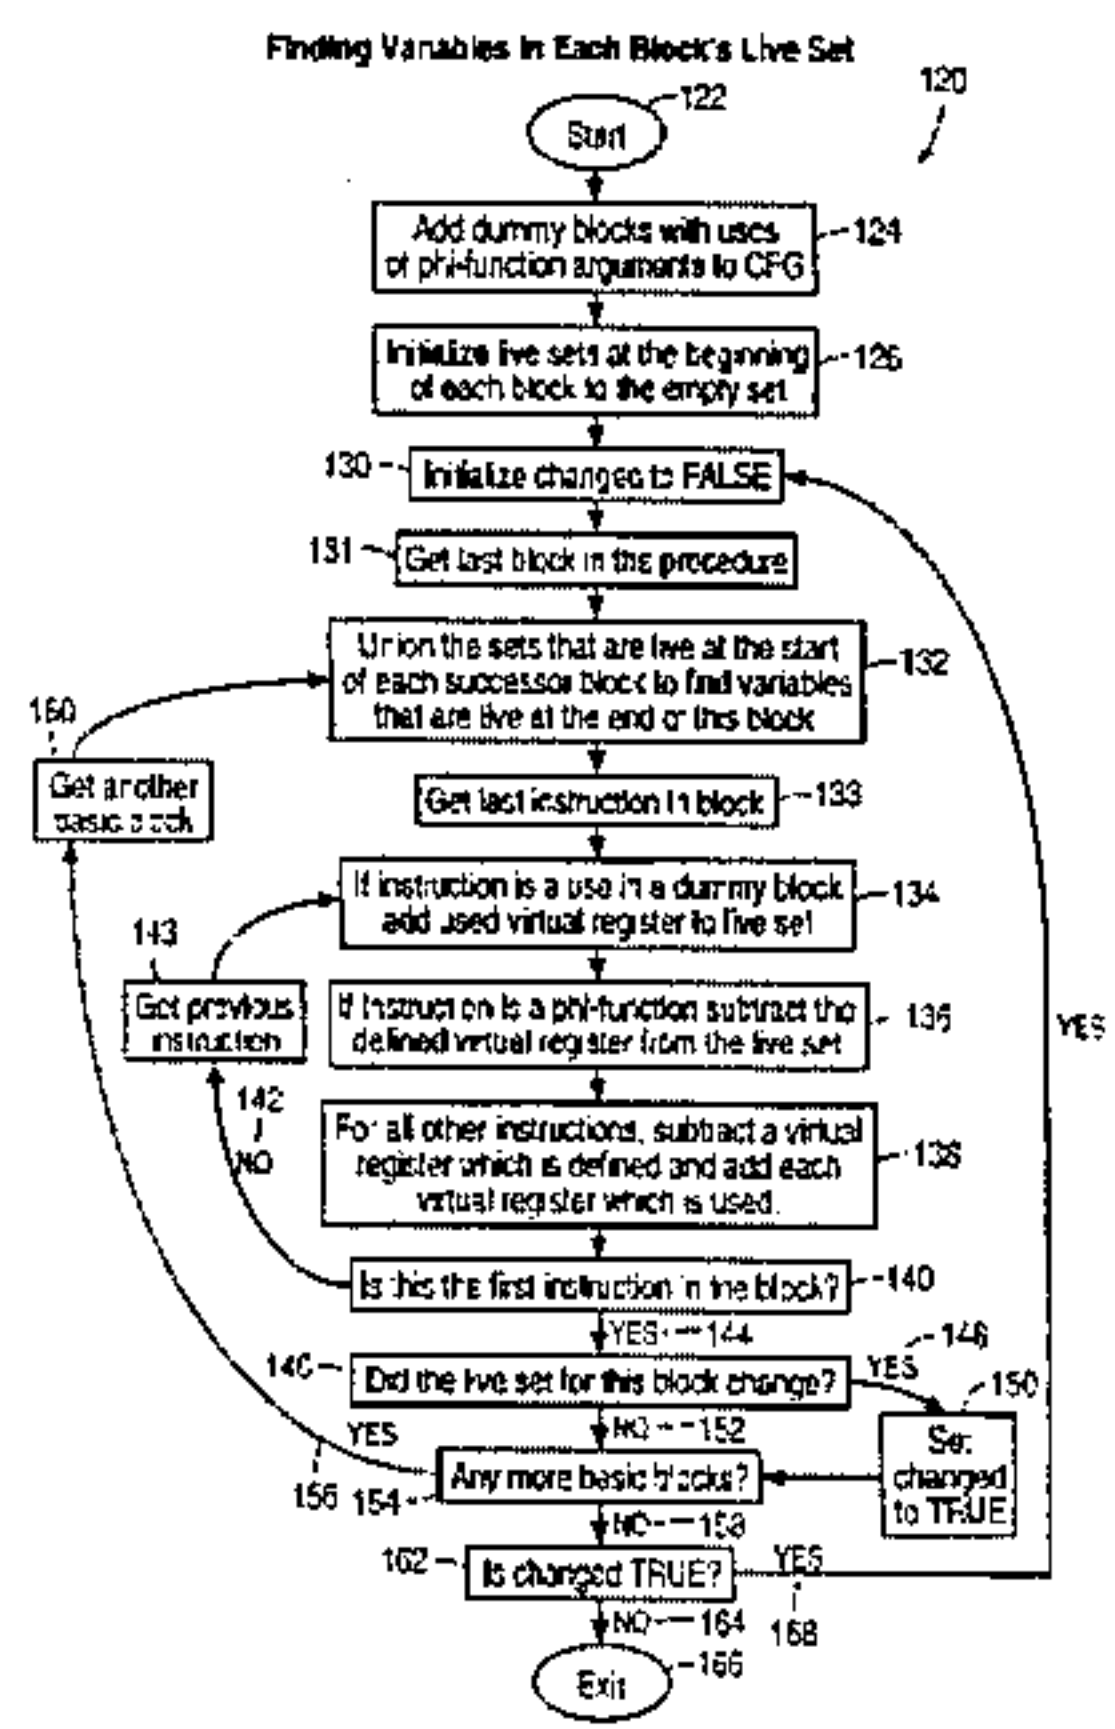 Finding Variables in Each Block's Live Set
120
122
Start
Add dummy blocks with uses
of phi-function arguments to CFG
124
Initialize live sets at the beginning
of each block to the empty set
126
130
Initialize changed to FALSE
131
Get last block in the procedure
Union the sets that are live at the start
of each successor block to find variables
that are live at the end of this block
132
160
Get another
basic block
Get last instruction in block
133
If instruction is a use in a dummy block
add used virtual register to live set
134
143
Get previous
instruction
If instruction is a phi-function subtract the
defined virtual register from the live set
YES
142
NO
For all other instructions, subtract a virtual
register which is defined and add each
virtual register which is used.
138
Is this the first instruction in the block?
140
YES
144
Did the live set for this block change?
YES
150
Set
changed
to TRUE
NO
152
YES
156
154
Any more basic blocks?
NO
158
162
Is changed TRUE?
YES
168
NO
164
Exit
166